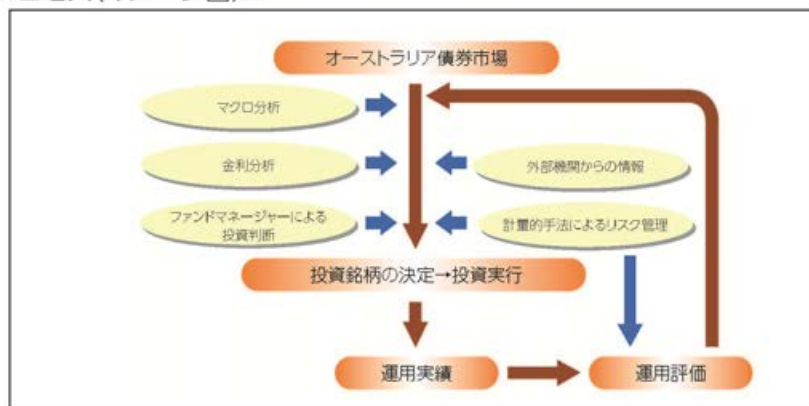 オーストラリア債券市場
マクロ分析
金利分析
外部機関からの情報
ファンドマネージャーによる
投資判断
計量的手法によるリスク管理
投資銘柄の決定→投資実行
運用実績
運用評価